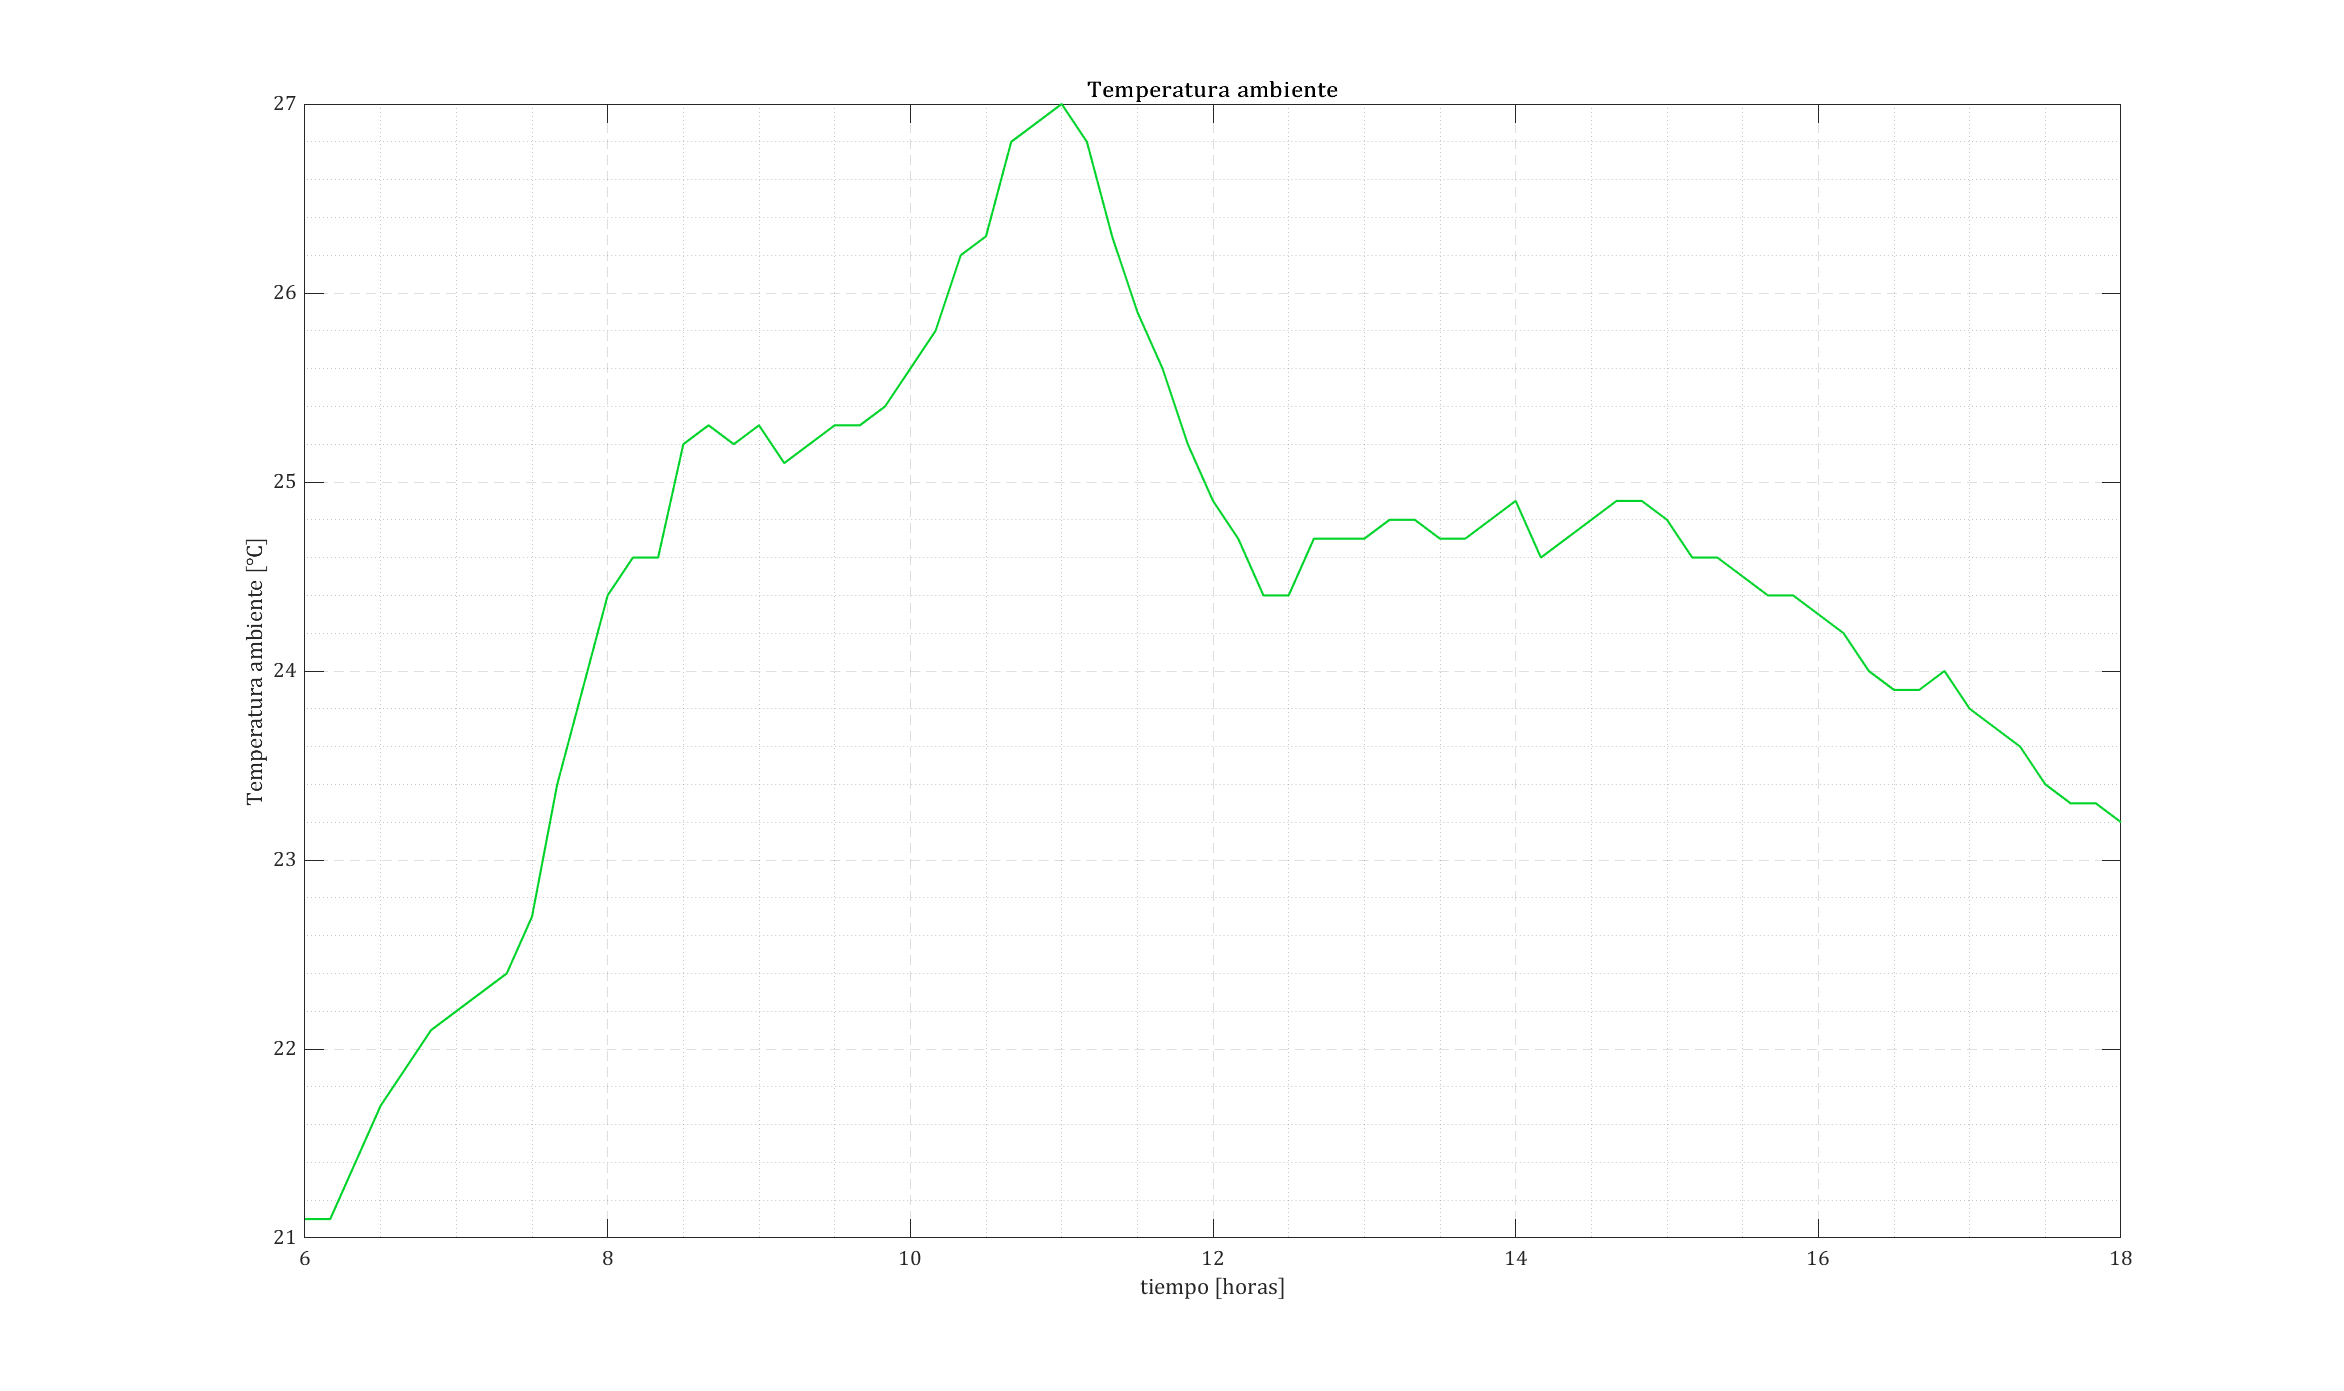 Temperatura ambiente
27
26
25
24
23
22
21
Temperatura ambiente [°C]
6 8 10 12 14 16 18
tiempo [horas]